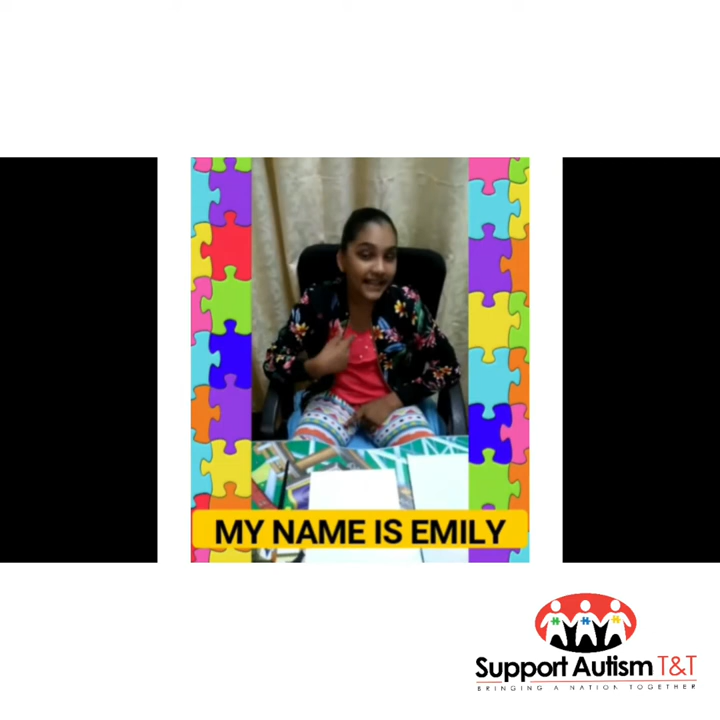 MY NAME IS EMILY
Support Autism T&T
BRINGING A NATION TOGETHER